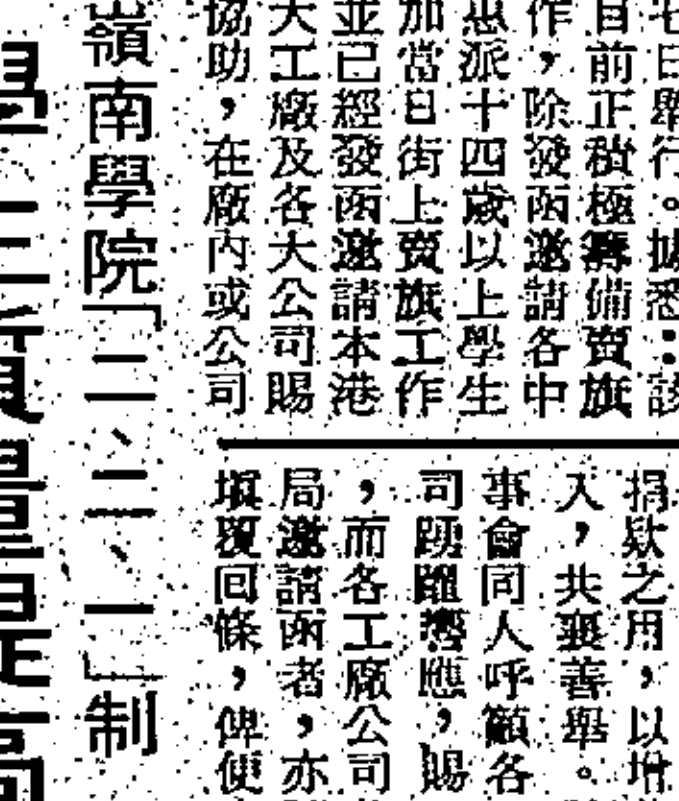 日舉行。據悉：該
目前正積極籌備賣旗
作，除發函邀請各中
惠派十四歲以上學生
加當日街上賣旗工作
並已經發函邀請本港
大工廠及各大公司賜
協助，在廠內或公司
捐欵之用，以增
入，共襄善舉。
事會同人呼籲各
司踴躍響應，賜
，而各工廠公司
局邀請函者，亦
填覆回條，俾便
嶺南學院「二、二、一」制